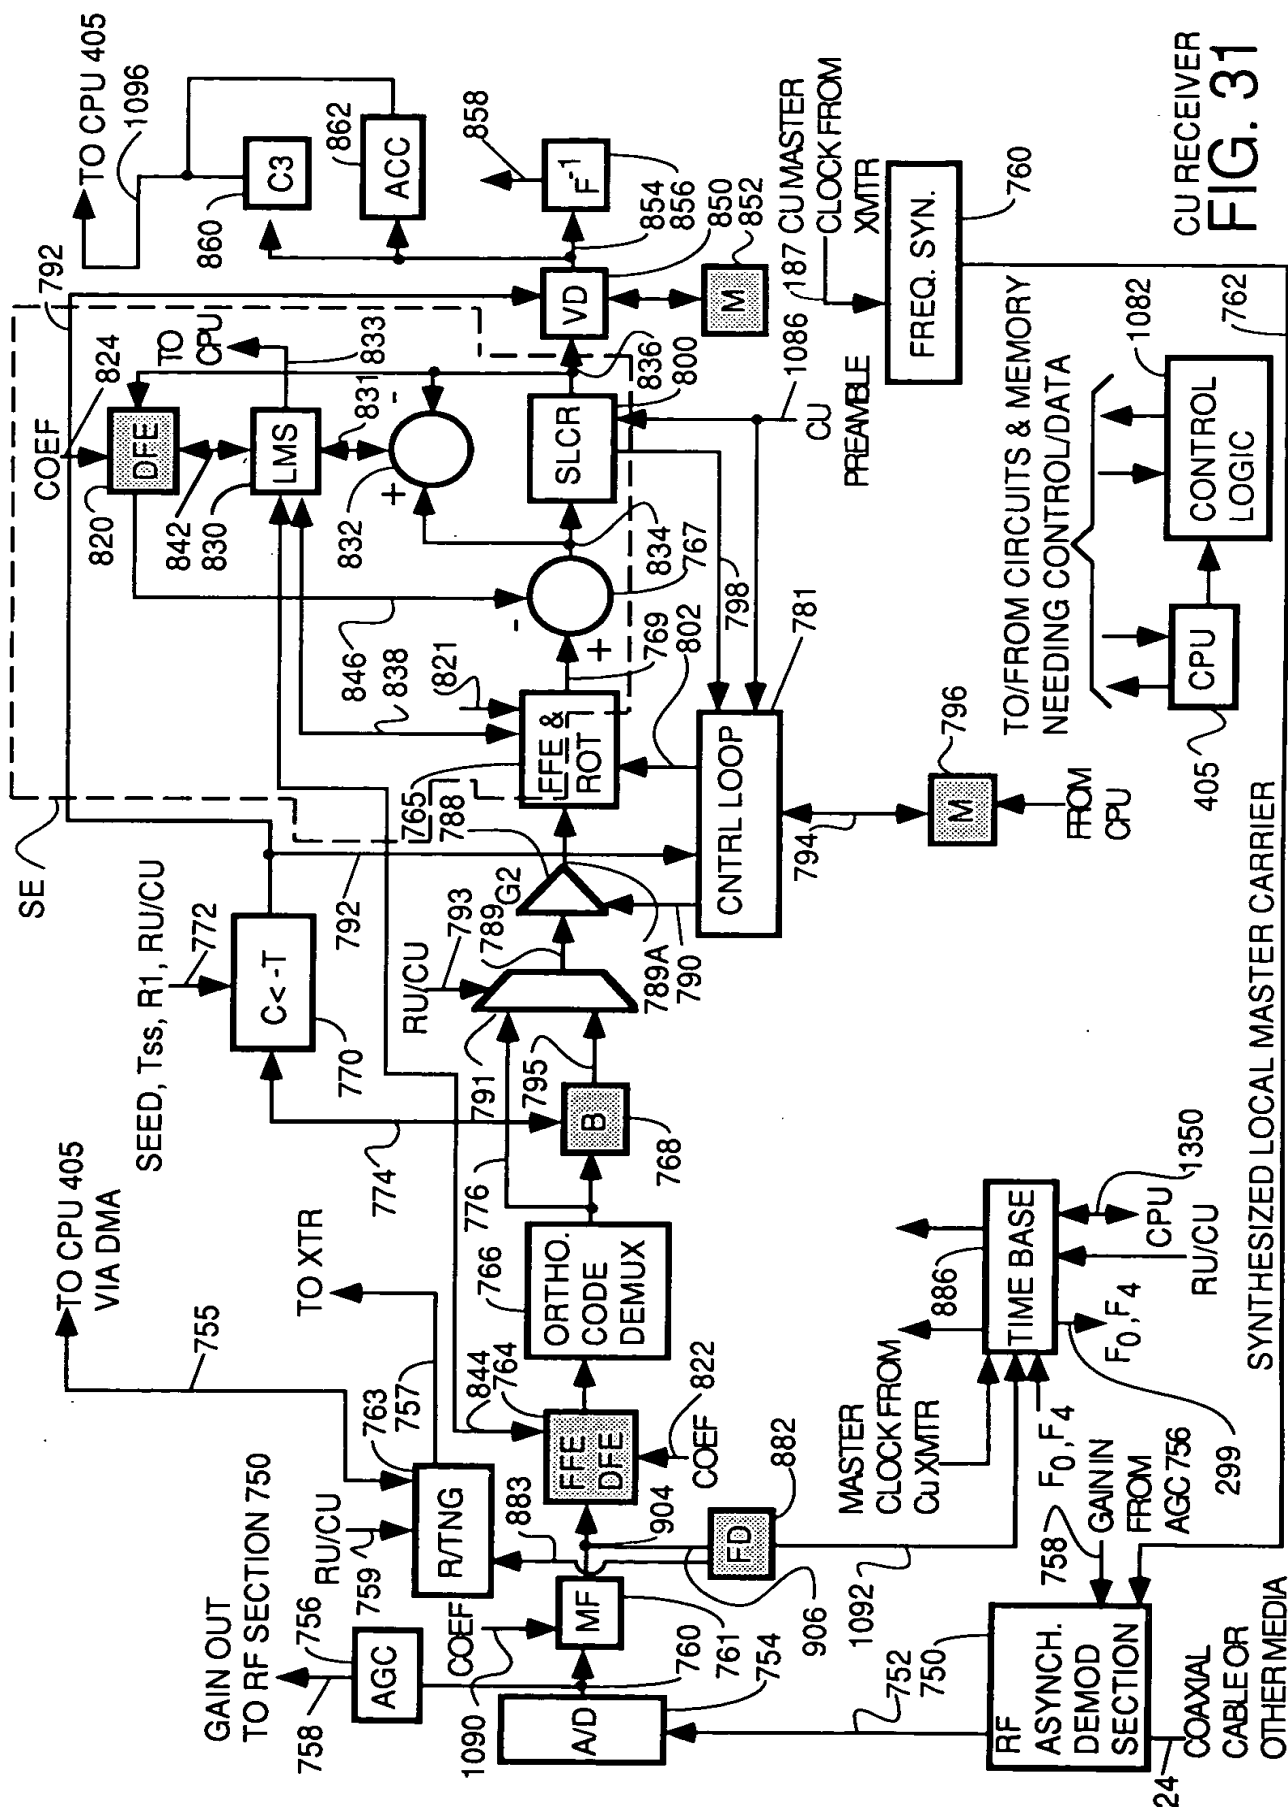 TO CPU 405
1096
792
824
COEF
820
DFE
842
TO
CPU
833
830
LMS
831
832
+
-
860
C3
862
ACC
858
F⁻¹
854
856
850
852
VD
M
836
800
SLCR
834
767
846
838
(821
769
802
798
781
+
-
SE
SEED, Tss, R1, RU/CU
772
C<-T
770
792
765
788
FFE &
ROT
G2
789
793
RU/CU
789A
790
CNTRL LOOP
794
M
796
FROM
CPU
1086
CU
PREAMBLE
187
CU MASTER
CLOCK FROM
XMTR
FREQ. SYN.
760
TO/FROM CIRCUITS & MEMORY
NEEDING CONTROL/DATA
CPU
405
CONTROL
LOGIC
1082
762
SYNTHESIZED LOCAL MASTER CARRIER
TO CPU 405
VIA DMA
755
TO XTR
774
776
791
795
B
768
766
ORTHO.
CODE
DEMUX
763
757
844
764
FFE
DFE
822
COEF
RU/CU
759
R/TNG
883
904
FD
882
906
1092
GAIN OUT
TO RF SECTION 750
758
756
AGC
COEF
1090
MF
760
761
754
A/D
752
750
RF
ASYNCH.
DEMOD
SECTION
24
COAXIAL
CABLE OR
OTHER MEDIA
758
GAIN IN
FROM
AGC 756
MASTER
CLOCK FROM
Cu XMTR
886
TIME BASE
F0, F4
299
F0, F4
1350
CPU
RU/CU
CU RECEIVER
FIG. 31